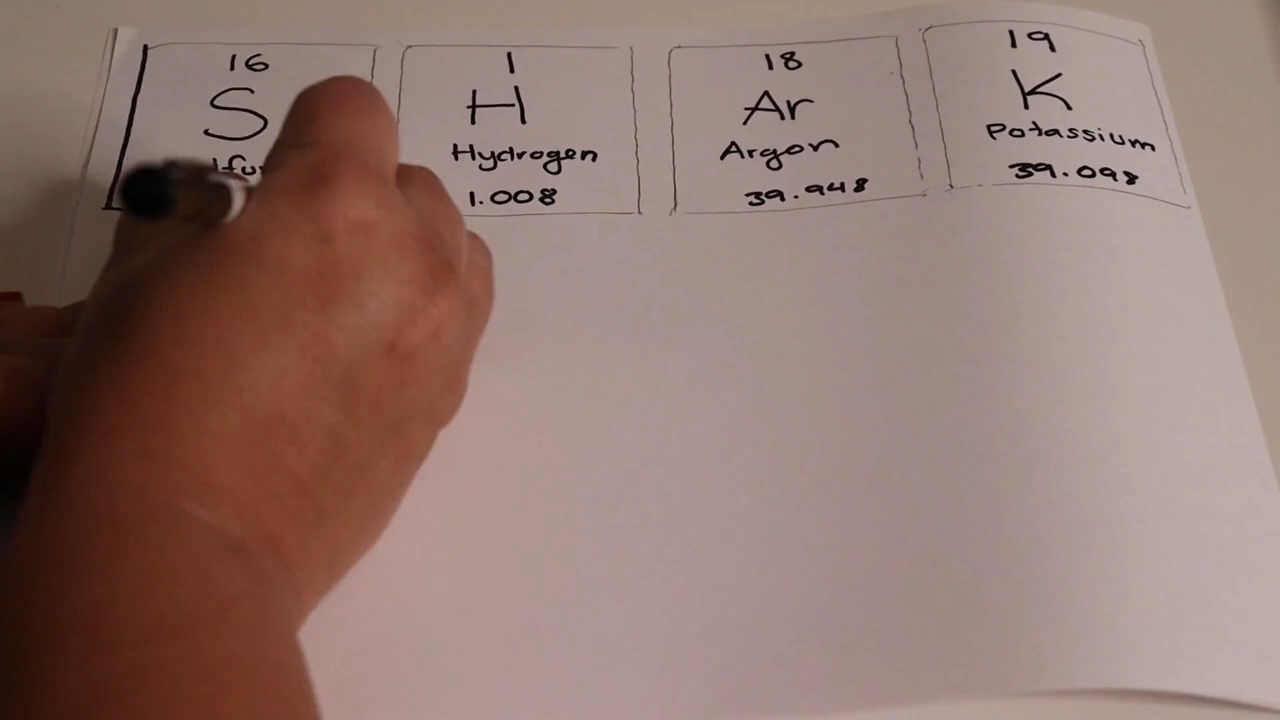 16
S
1
H
Hydrogen
1.008
18
Ar
Argon
39.948
19
K
Potassium
39.098